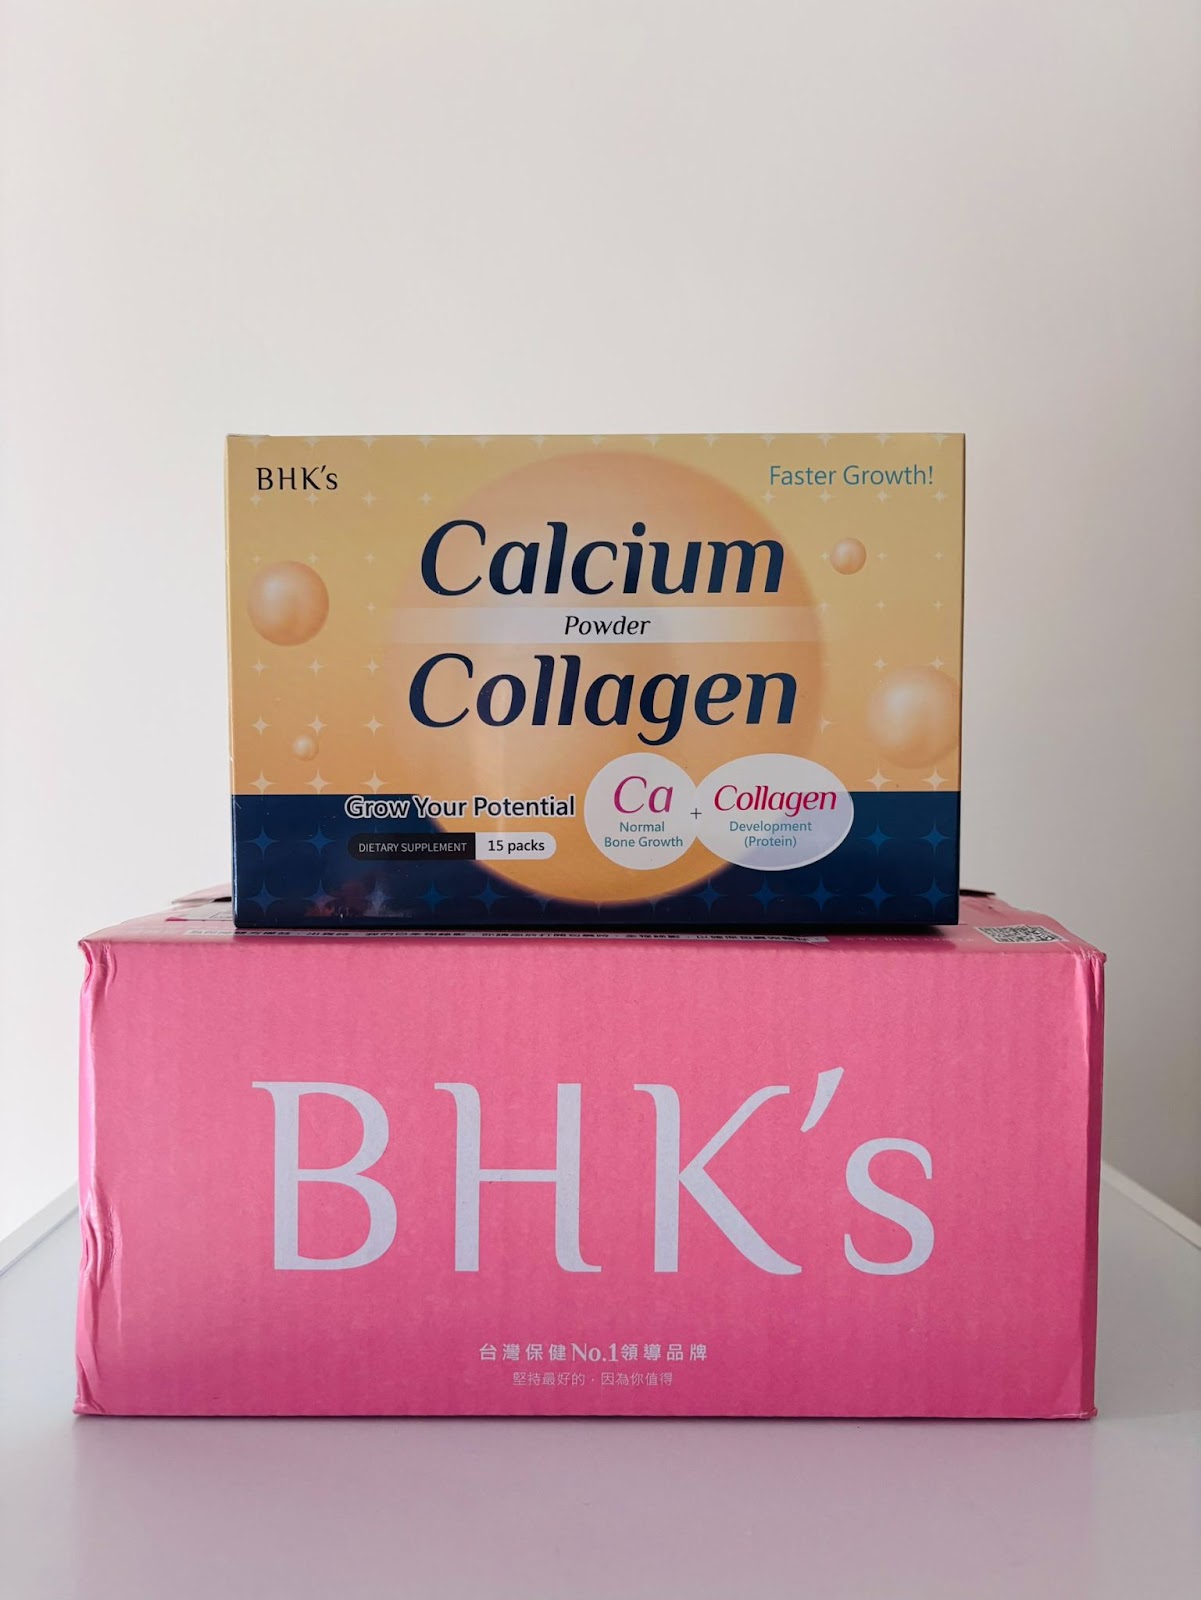 BHK's
Faster Growth!
Calcium
Powder
Collagen
Grow Your Potential
DIETARY SUPPLEMENT 15 packs
Ca
Normal
Bone Growth
+
Collagen
Development
(Protein)
BHK's
台灣保健No.1領導品牌
堅持最好的，因為你值得